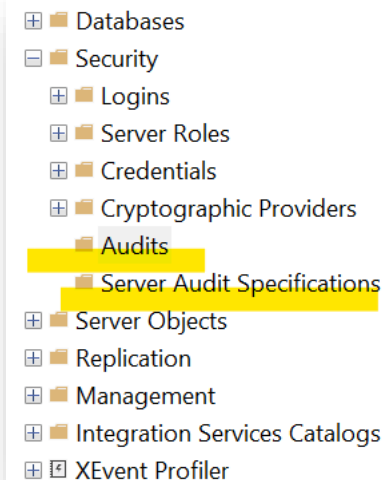 Databases
Security
Logins
Server Roles
Credentials
Cryptographic Providers
Audits
Server Audit Specifications
Server Objects
Replication
Management
Integration Services Catalogs
XEvent Profiler